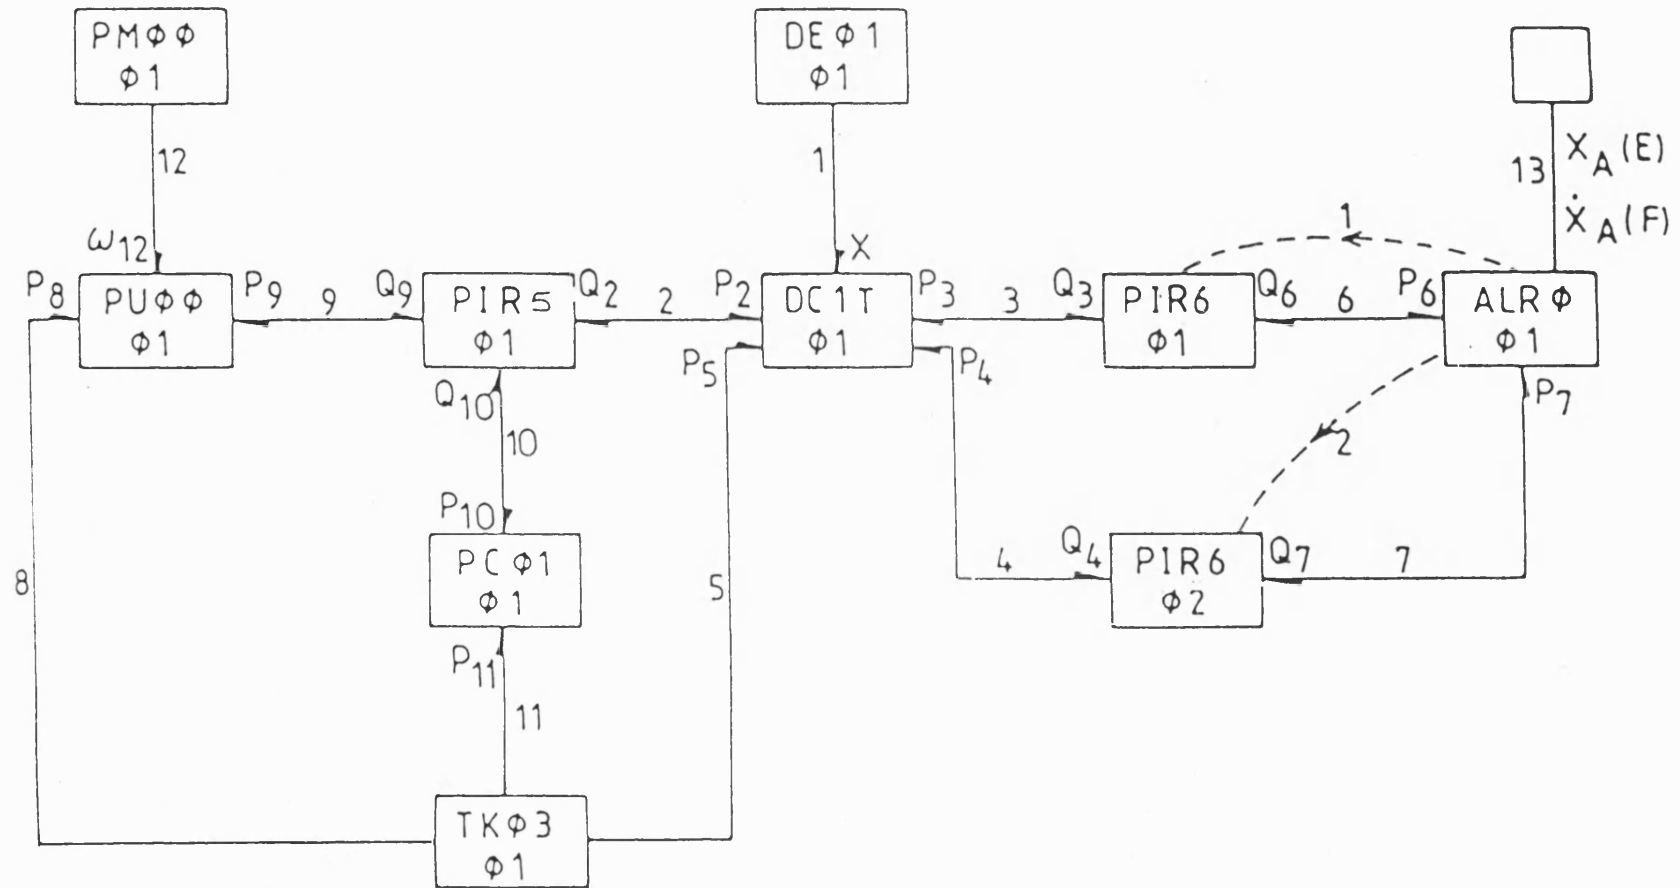 PMΦΦ
Φ1
DEΦ1
Φ1
12
1
13
X_A(E)
Ẋ_A(F)
ω12
X
1
P8
PUΦΦ
Φ1
P9
9
Q9
PIR5
Φ1
Q2
2
P2
DC1T
Φ1
P3
3
Q3
PIR6
Φ1
Q6
6
P6
ALRΦ
Φ1
P5
P4
P7
Q10
10
2
P10
PCΦ1
Φ1
8
5
4
Q4
PIR6
Φ2
Q7
7
P11
11
TKΦ3
Φ1